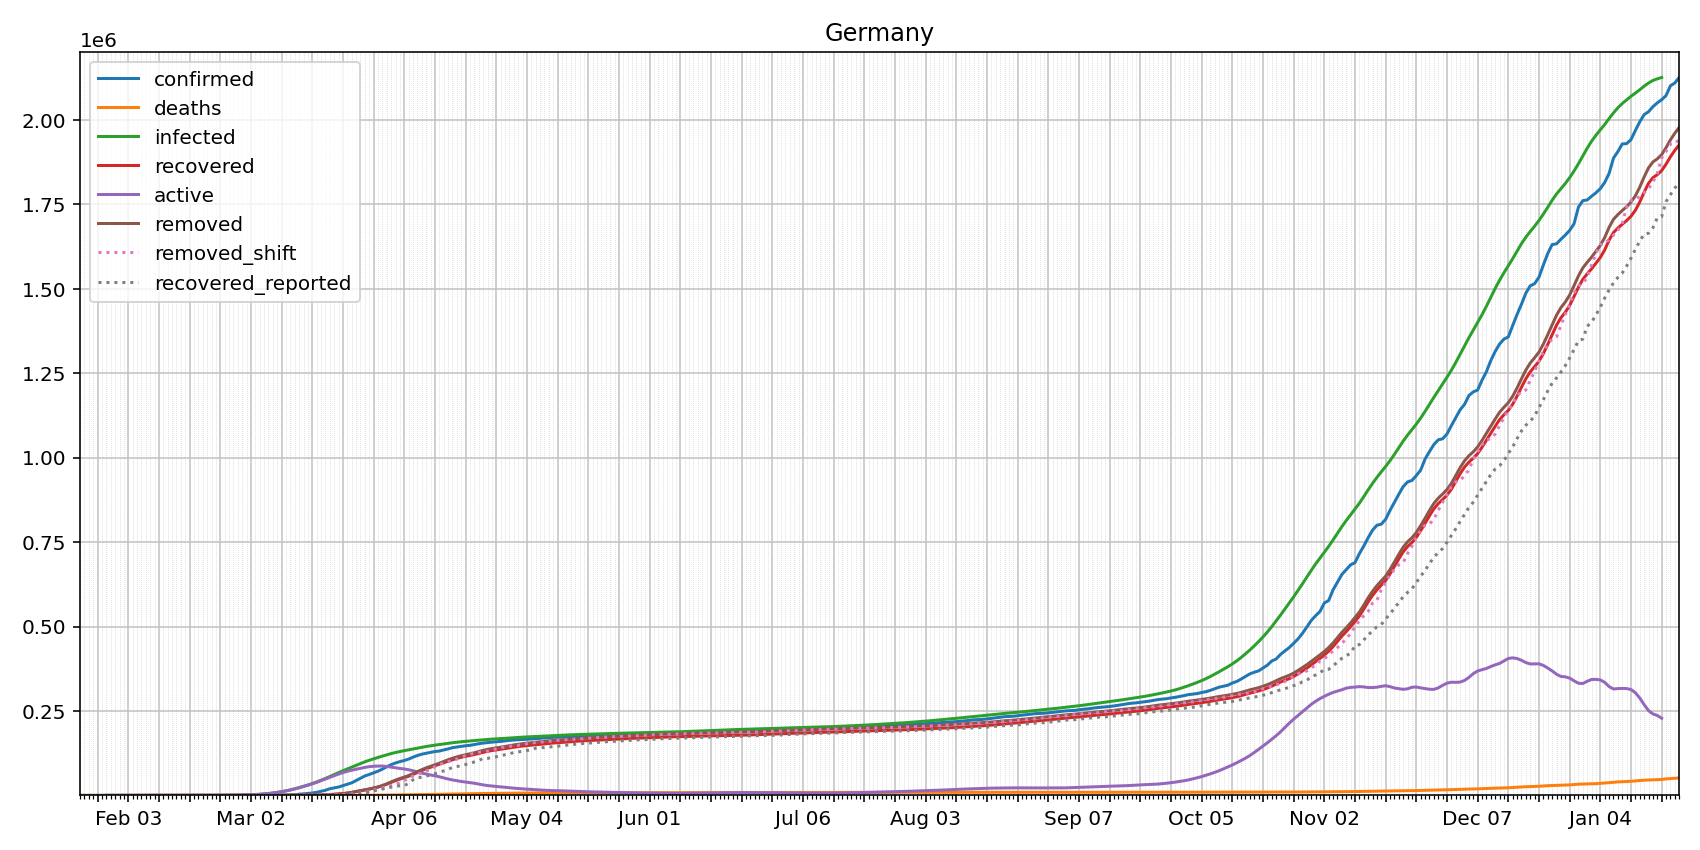 Germany
1e6
confirmed
deaths
infected
recovered
active
removed
removed_shift
recovered_reported
2.00
1.75
1.50
1.25
1.00
0.75
0.50
0.25
Feb 03 Mar 02 Apr 06 May 04 Jun 01 Jul 06 Aug 03 Sep 07 Oct 05 Nov 02 Dec 07 Jan 04